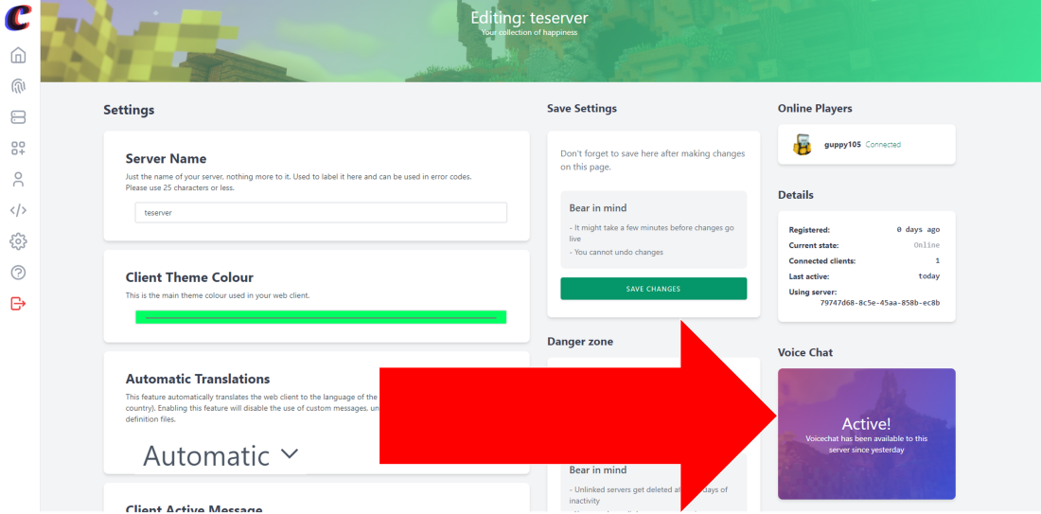 Editing: teserver
Your collection of happiness
Settings
Server Name
Just the name of your server, nothing more to it. Used to label it here and can be used in error codes.
Please use 25 characters or less.
teserver
Client Theme Colour
This is the main theme colour used in your web client.
Automatic Translations
This feature automatically translates the web client to the language of the
country). Enabling this feature will disable the use of custom messages,
definition files.
Automatic
Client Active Message
Save Settings
Don't forget to save here after making changes
on this page.
Bear in mind
- It might take a few minutes before changes go
live
- You cannot undo changes
SAVE CHANGES
Danger zone
Bear in mind
- Unlinked servers get deleted days of
inactivity
Online Players
guppy105 Connected
Details
Registered: 0 days ago
Current state: Online
Connected clients: 1
Last active: today
Using server:
79747d68-8c5e-45aa-858b-ec8b
Voice Chat
Active!
Voicechat has been available to this
server since yesterday